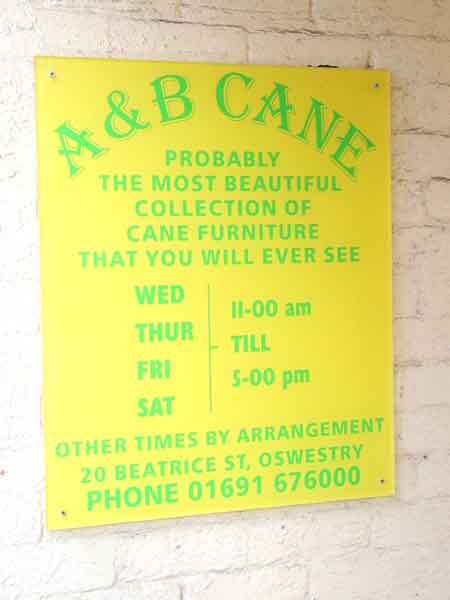 A & B CANE
PROBABLY
THE MOST BEAUTIFUL
COLLECTION OF
CANE FURNITURE
THAT YOU WILL EVER SEE
WED
THUR
FRI
SAT
11-00 am
TILL
5-00 pm
OTHER TIMES BY ARRANGEMENT
20 BEATRICE ST, OSWESTRY
PHONE 01691 676000